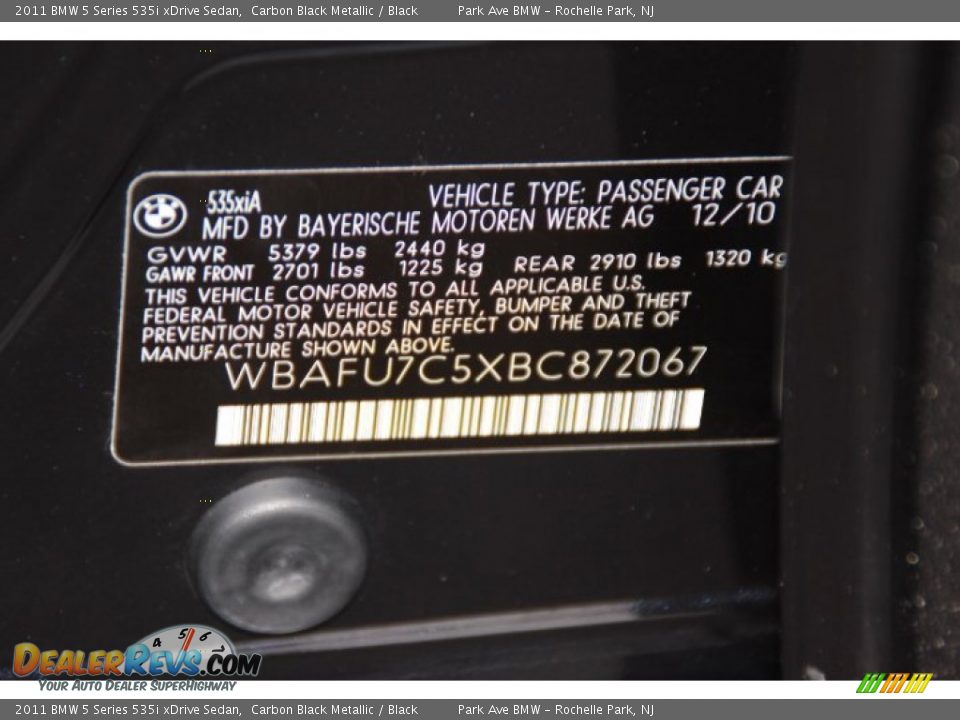 2011 BMW 5 Series 535i xDrive Sedan, Carbon Black Metallic / Black Park Ave BMW - Rochelle Park, NJ
535xiA VEHICLE TYPE: PASSENGER CAR
MFD BY BAYERISCHE MOTOREN WERKE AG 12/10
GVWR 5379 lbs 2440 kg
GAWR FRONT 2701 lbs 1225 kg REAR 2910 lbs 1320 kg
THIS VEHICLE CONFORMS TO ALL APPLICABLE U.S.
FEDERAL MOTOR VEHICLE SAFETY, BUMPER AND THEFT
PREVENTION STANDARDS IN EFFECT ON THE DATE OF
MANUFACTURE SHOWN ABOVE.
WBAFU7C5XBC872067
4 5 6
DEALERREVS.COM
YOUR AUTO DEALER SUPERHIGHWAY
2011 BMW 5 Series 535i xDrive Sedan, Carbon Black Metallic / Black Park Ave BMW - Rochelle Park, NJ